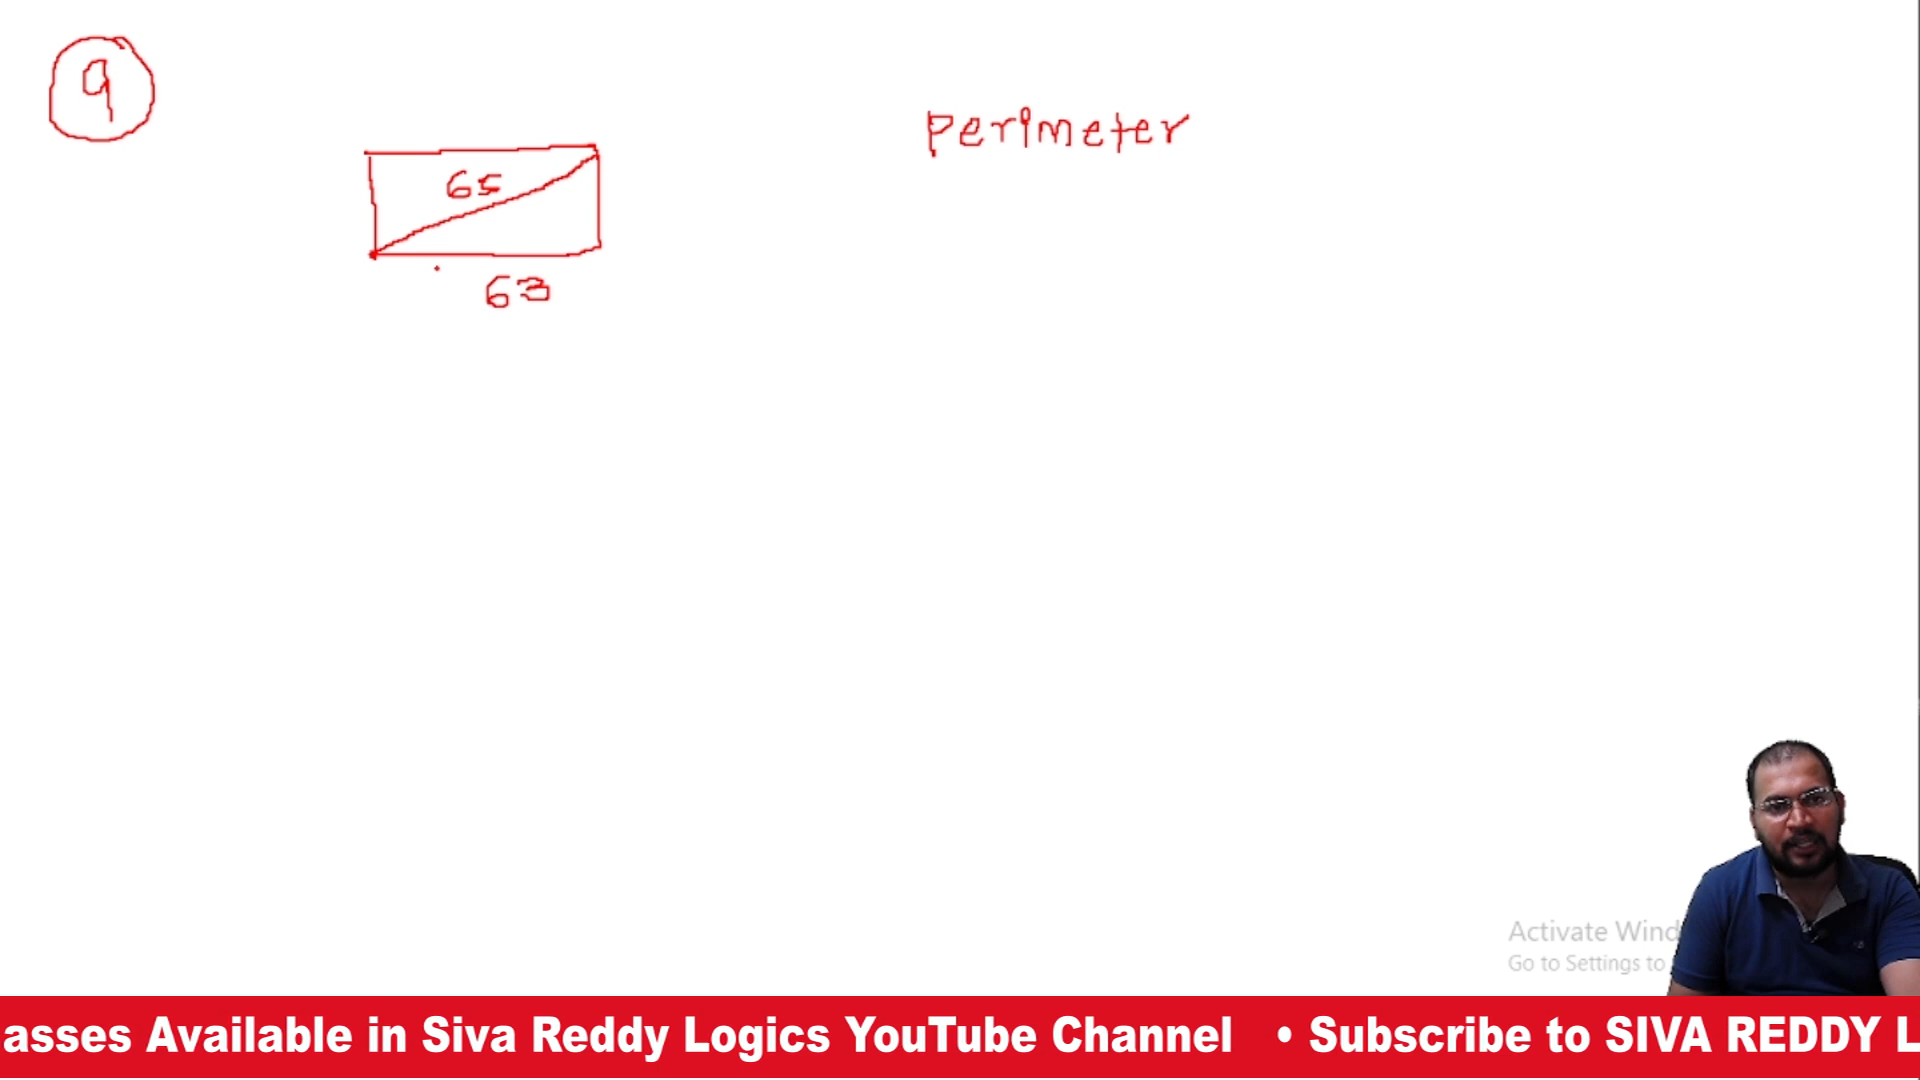 9
Perimeter
65
63
Activate Wind
Go to Settings to
asses Available in Siva Reddy Logics YouTube Channel • Subscribe to SIVA REDDY L